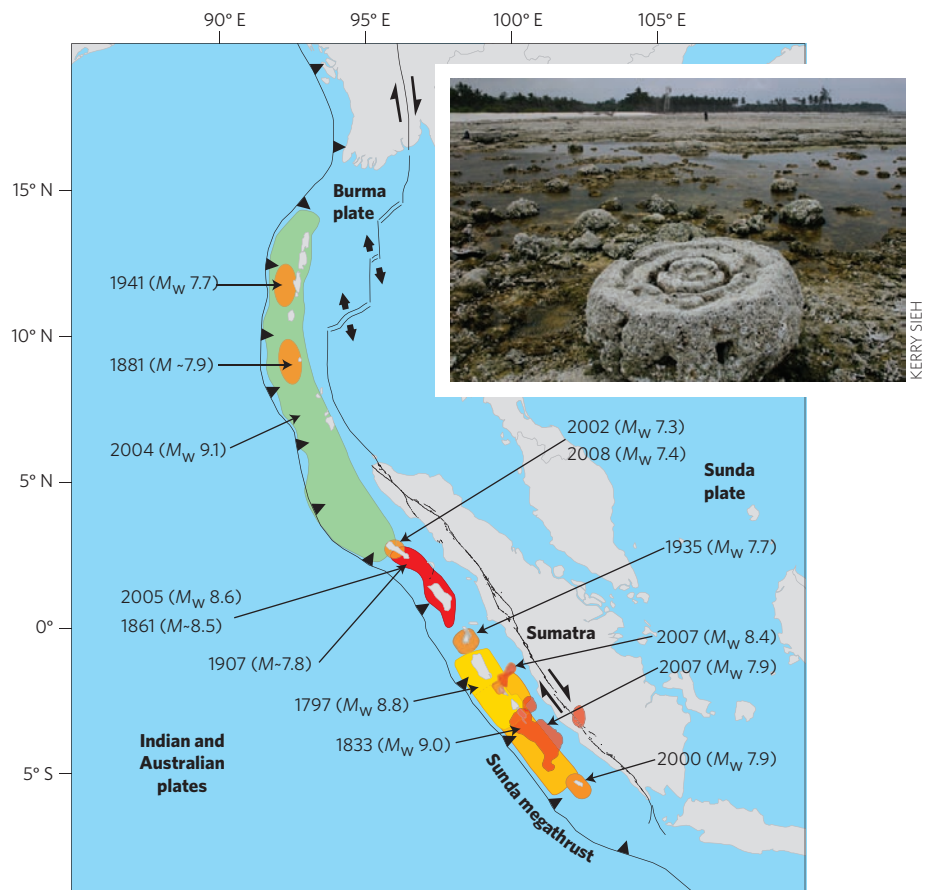 90° E 95° E 100° E 105° E
15° N
10° N
5° N
0°
5° S
Burma
plate
KERRY SIEH
1941 (MW 7.7)
1881 (M ~7.9)
2004 (MW 9.1)
2002 (MW 7.3)
2008 (MW 7.4)
Sunda
plate
1935 (MW 7.7)
2005 (MW 8.6)
1861 (M~8.5)
1907 (M~7.8)
Sumatra
2007 (MW 8.4)
2007 (MW 7.9)
1797 (MW 8.8)
1833 (MW 9.0)
2000 (MW 7.9)
Indian and
Australian
plates
Sunda megathrust